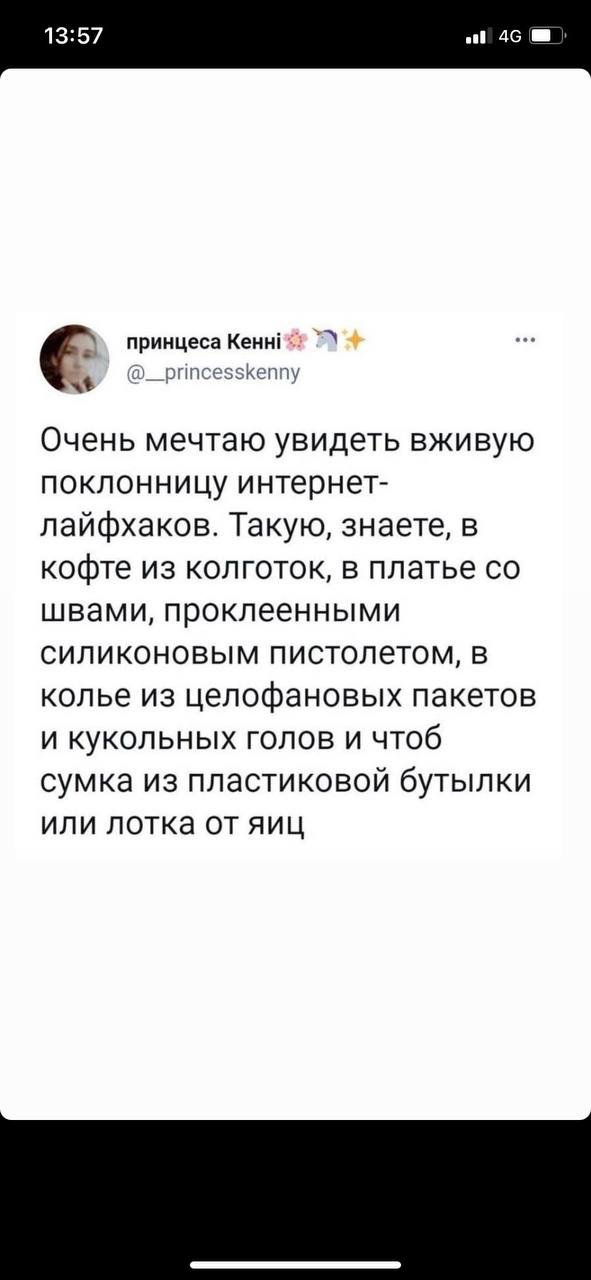 13:57
4G
принцеса Кенні🌸🦄✨
@__princesskenny
Очень мечтаю увидеть вживую
поклонницу интернет-
лайфхаков. Такую, знаете, в
кофте из колготок, в платье со
швами, проклеенными
силиконовым пистолетом, в
колье из целофановых пакетов
и кукольных голов и чтоб
сумка из пластиковой бутылки
или лотка от яиц